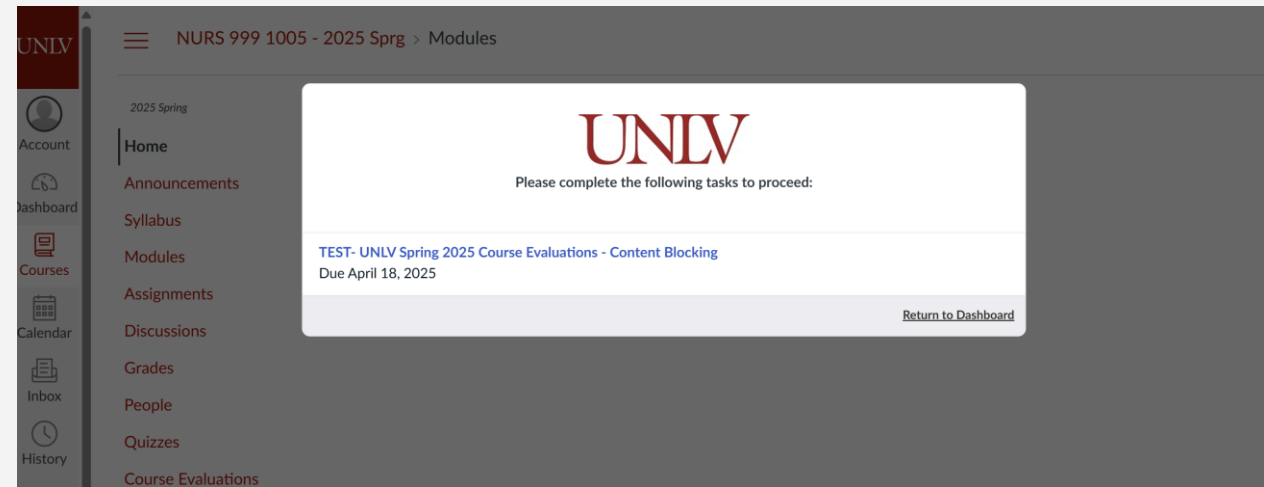 UNLV
NURS 999 1005 - 2025 Sprg > Modules
Account
Dashboard
Courses
Calendar
Inbox
History
2025 Spring
Home
Announcements
Syllabus
Modules
Assignments
Discussions
Grades
People
Quizzes
Course Evaluations
UNLV
Please complete the following tasks to proceed:
TEST- UNLV Spring 2025 Course Evaluations - Content Blocking
Due April 18, 2025
Return to Dashboard